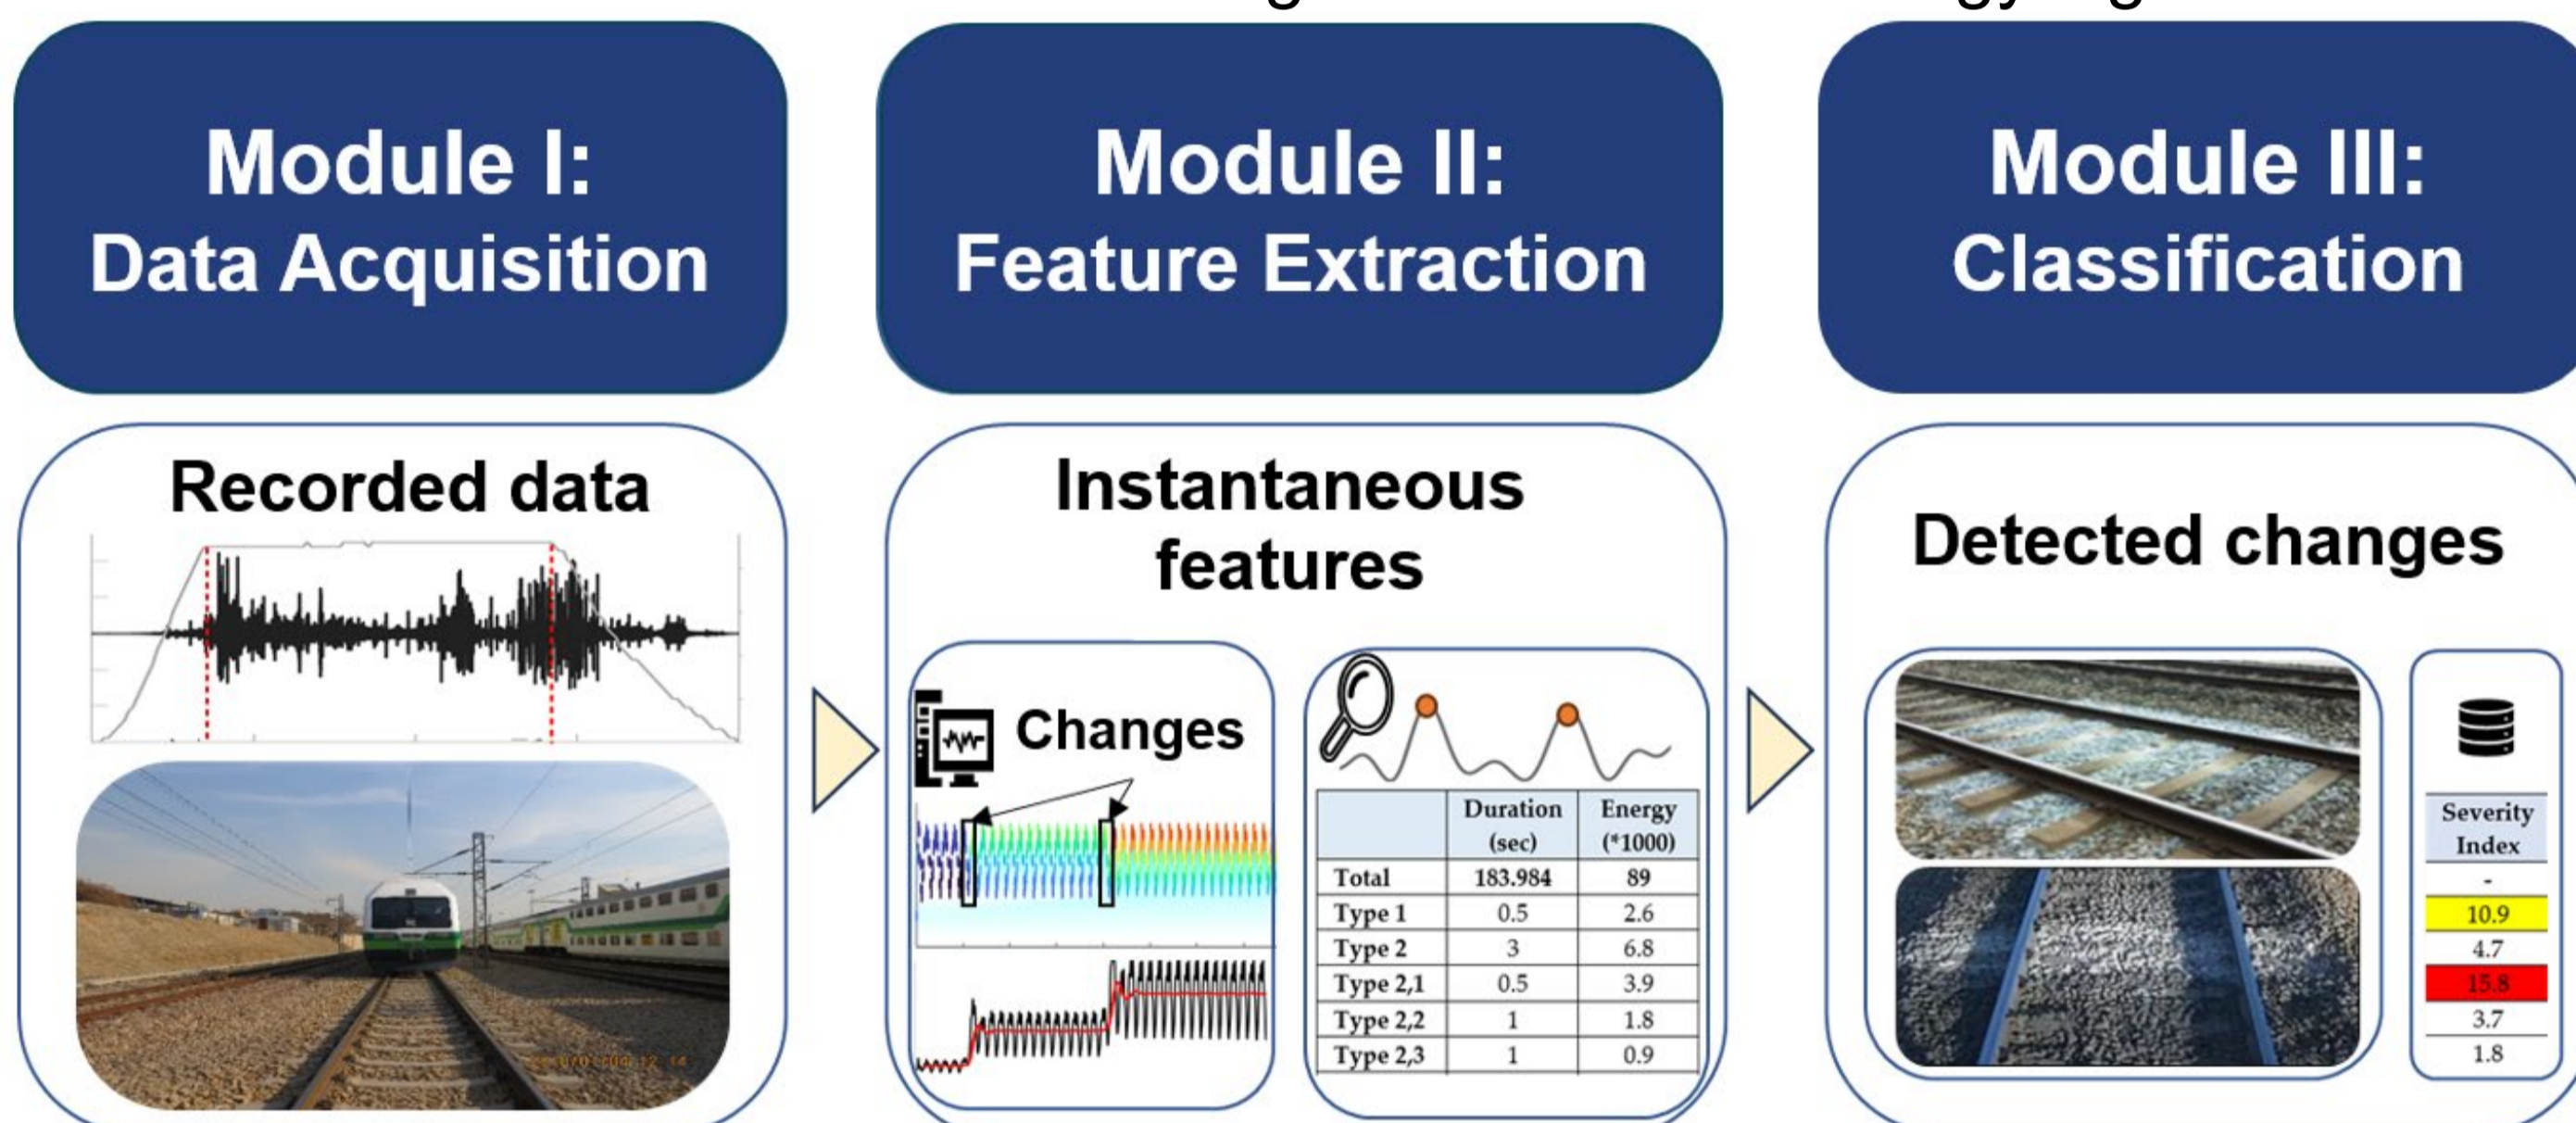 Module I:
Data Acquisition
Module II:
Feature Extraction
Module III:
Classification
Recorded data
Instantaneous
features
Changes
Duration
(sec)
Energy
(*1000)
Total 183.984 89
Type 1 0.5 2.6
Type 2 3 6.8
Type 2,1 0.5 3.9
Type 2,2 1 1.8
Type 2,3 1 0.9
Detected changes
Severity
Index
-
10.9
4.7
15.8
3.7
1.8